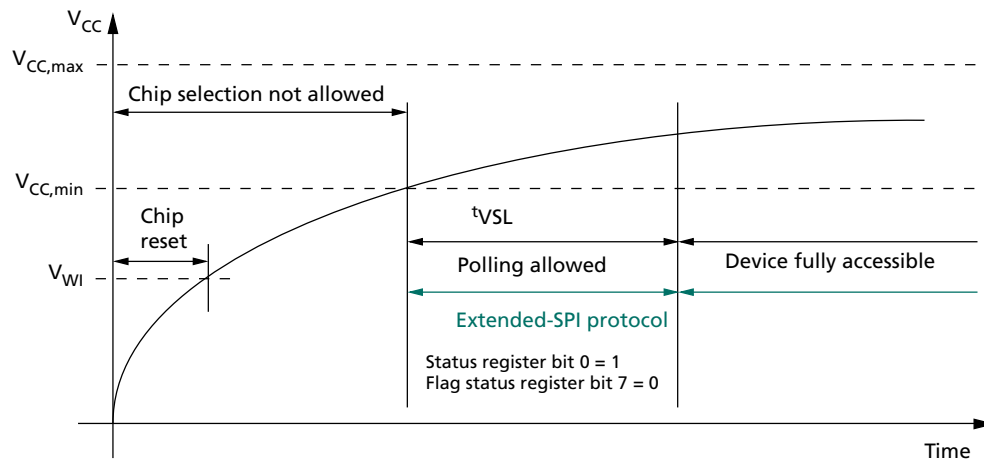 VCC
VCC,max
Chip selection not allowed
VCC,min
Chip
reset
tVSL
VWI
Polling allowed
Device fully accessible
Extended-SPI protocol
Status register bit 0 = 1
Flag status register bit 7 = 0
Time